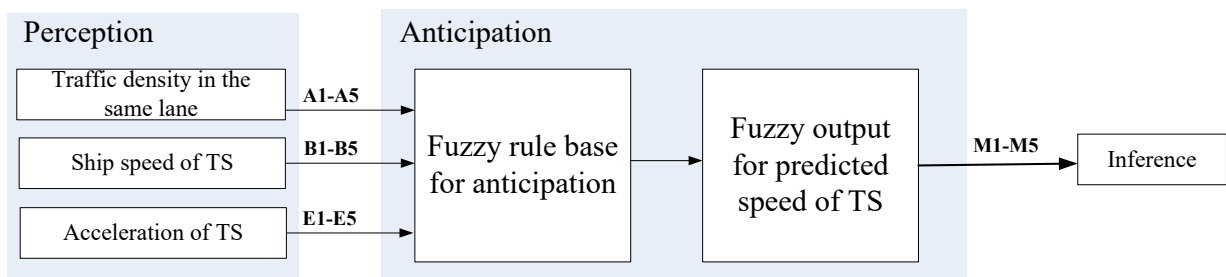 Perception
Anticipation
Traffic density in the
same lane
A1-A5
Ship speed of TS
B1-B5
Acceleration of TS
E1-E5
Fuzzy rule base
for anticipation
Fuzzy output
for predicted
speed of TS
M1-M5
Inference